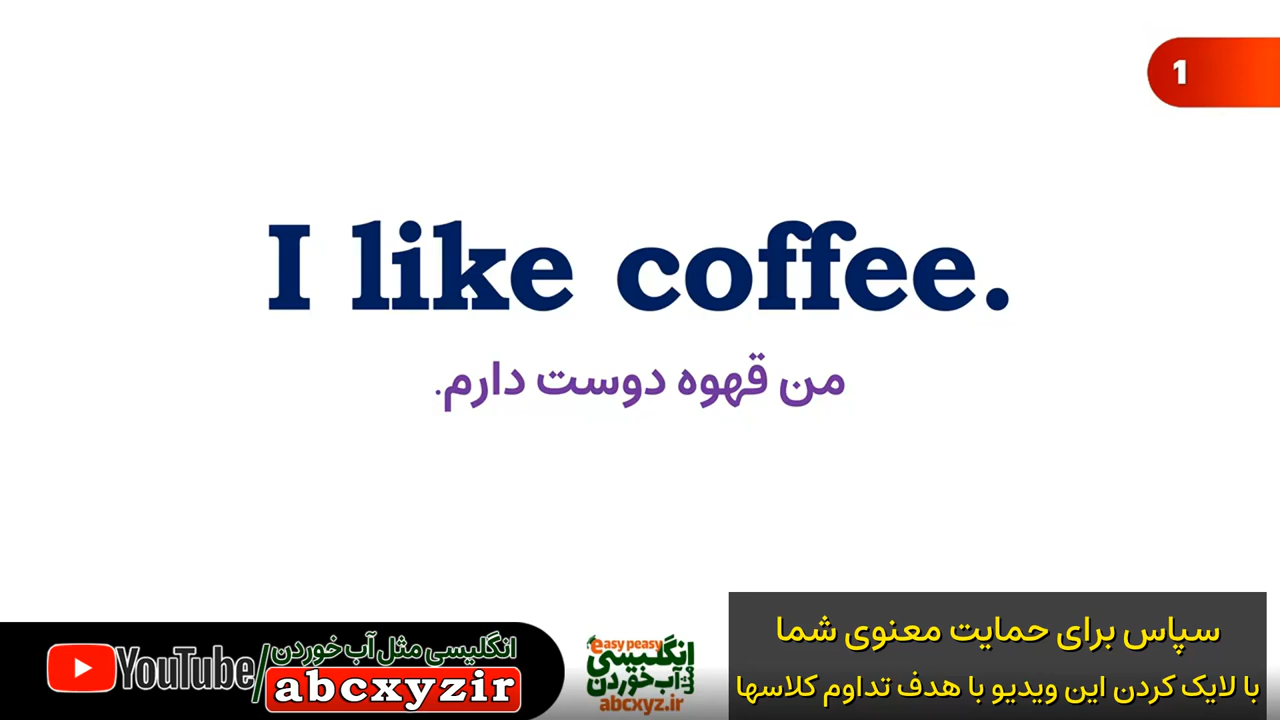 1
I like coffee.
من قهوه دوست دارم.
سپاس برای حمایت معنوی شما
با لایک کردن این ویدیو با هدف تداوم کلاسها
YouTube/
انگلیسی مثل آب خوردن
abcxyzir
easy peasy
انگلیسی
مثل
آب خوردن
abcxyz.ir